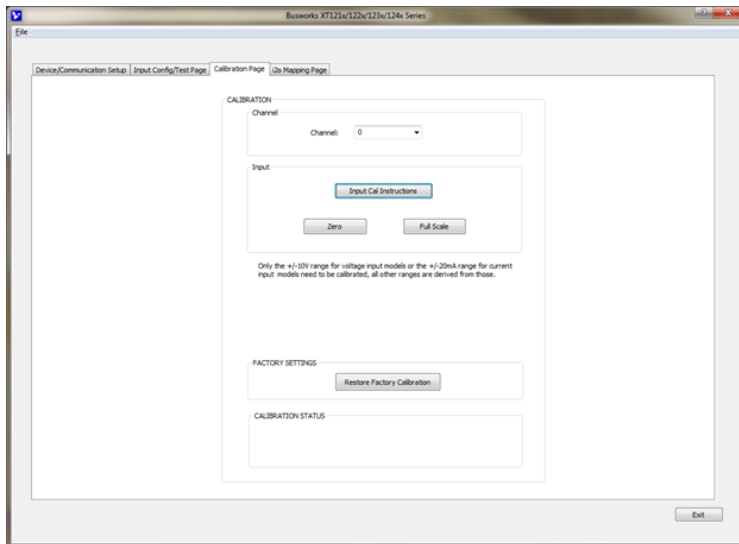 Busworks XT121x/122x/123x/124x Series
File
Device/Communication Setup Input Config/Test Page Calibration Page i2o Mapping Page
CALIBRATION
Channel
Channel: 0
Input
Input Cal Instructions
Zero Full Scale
Only the +/-10V range for voltage input models or the +/-20mA range for current
input models need to be calibrated, all other ranges are derived from those.
FACTORY SETTINGS
Restore Factory Calibration
CALIBRATION STATUS
Exit